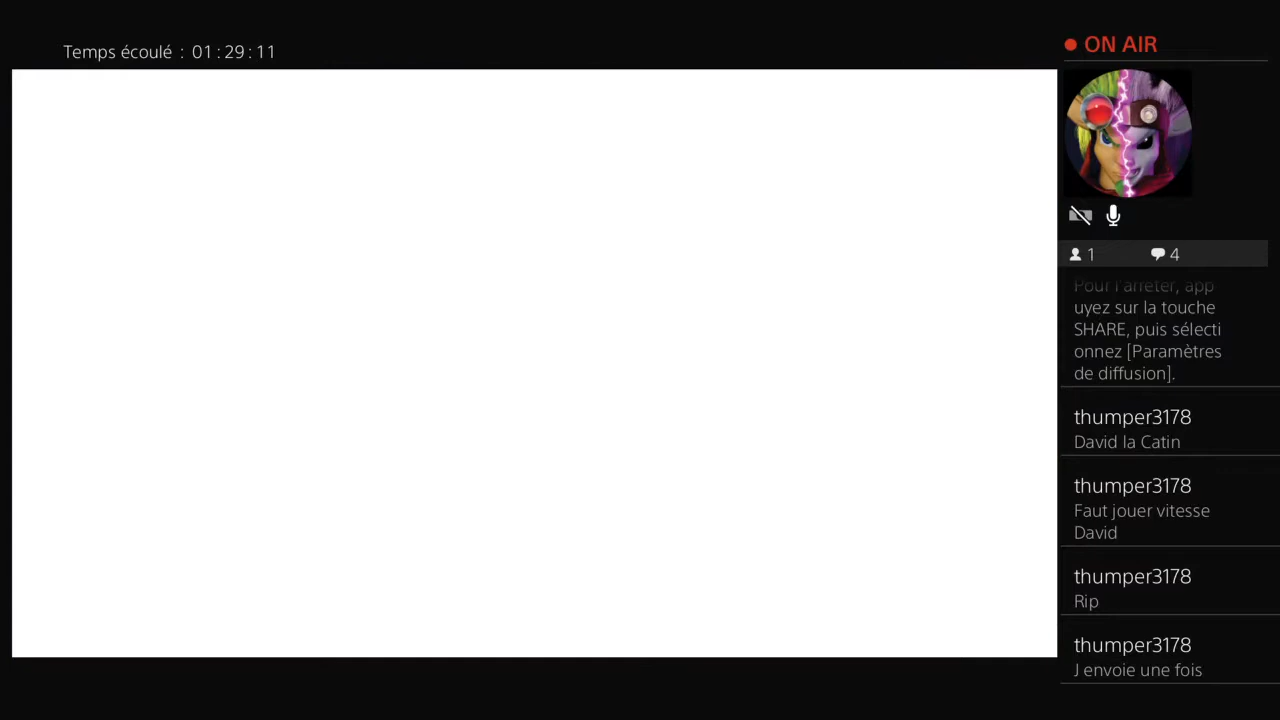 Temps écoulé : 01:29:11
ON AIR
1 4
Pour l'arrêter, app
uyez sur la touche
SHARE, puis sélecti
onnez [Paramètres
de diffusion].
thumper3178
David la Catin
thumper3178
Faut jouer vitesse
David
thumper3178
Rip
thumper3178
J envoie une fois